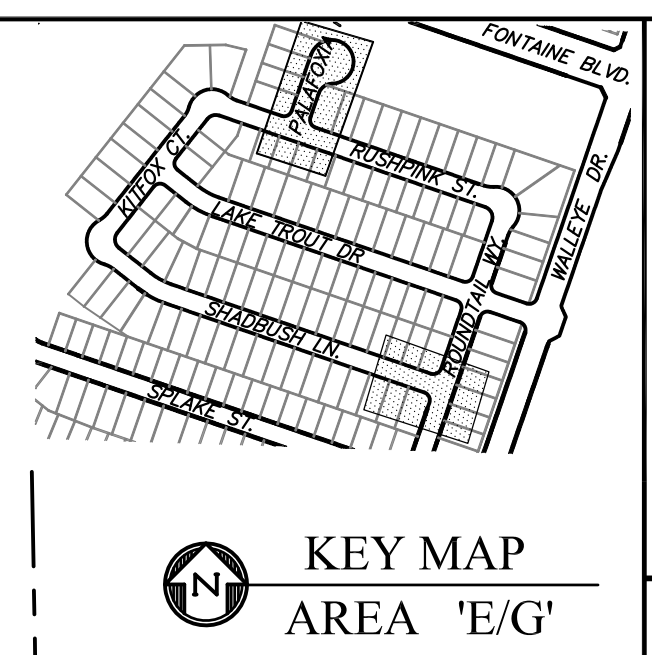 FONTAINE BLVD.
PALAFOXIA
RUSHPINK ST.
KITFOX CT.
WALLEYE DR.
LAKE TROUT DR
ROUNDTAIL WY.
SHADBUSH LN.
SPLAKE ST.
KEY MAP
N
AREA 'E/G'